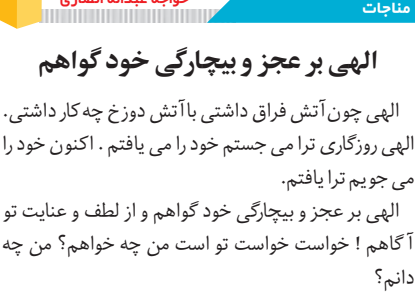 خواجه عبدالله انصاری
مناجات
الهی بر عجز و بیچارگی خود گواهم
الهی چون آتش فراق داشتی با آتش دوزخ چه کار داشتی.
الهی روزگاری ترا می جستم خود را می یافتم . اکنون خود را
می جویم ترا یافتم.
الهی بر عجز و بیچارگی خود گواهم و از لطف و عنایت تو
آگاهم ! خواست خواست تو است من چه خواهم؟ من چه
دانم؟